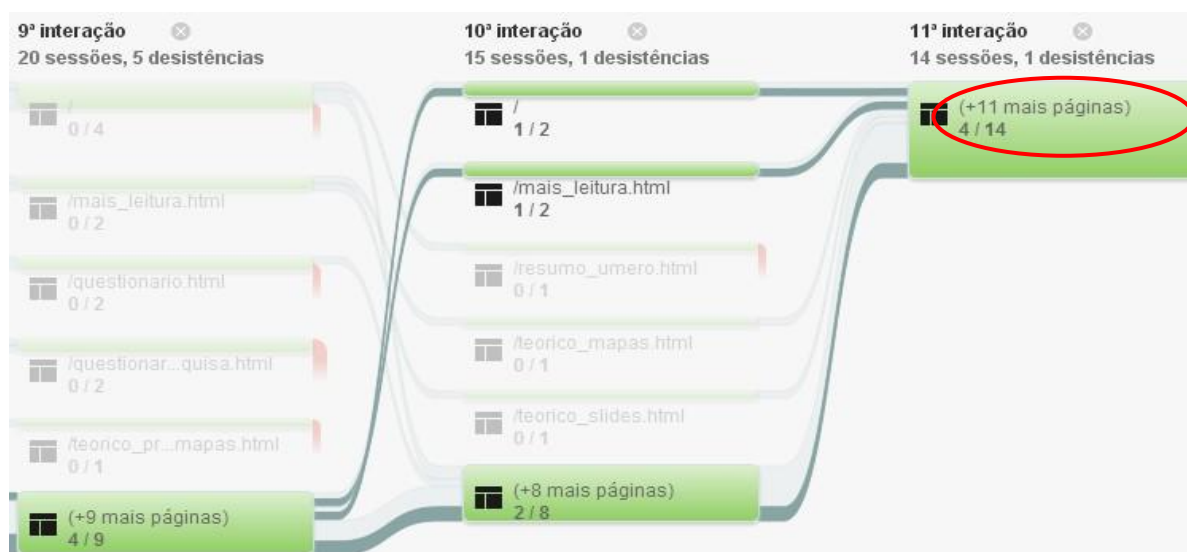 9ª interação
20 sessões, 5 desistências
/
0 / 4
/mais_leitura.html
0 / 2
/questionario.html
0 / 2
/questionar...quisa.html
0 / 2
/teorico_pr...mapas.html
0 / 1
(+9 mais páginas)
4 / 9
10ª interação
15 sessões, 1 desistências
/
1 / 2
/mais_leitura.html
1 / 2
/resumo_umero.html
0 / 1
/teorico_mapas.html
0 / 1
/teorico_slides.html
0 / 1
(+8 mais páginas)
2 / 8
11ª interação
14 sessões, 1 desistências
(+11 mais páginas)
4 / 14